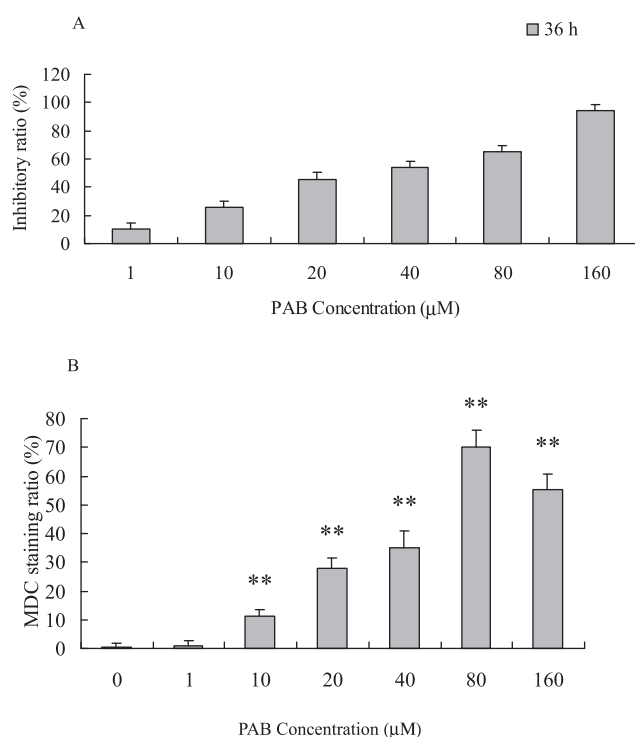 A
36 h
Inhibitory ratio (%)
120
100
80
60
40
20
0
1 10 20 40 80 160
PAB Concentration (μM)
B
MDC staining ratio (%)
80
70
60
50
40
30
20
10
0
** ** ** ** **
0 1 10 20 40 80 160
PAB Concentration (μM)